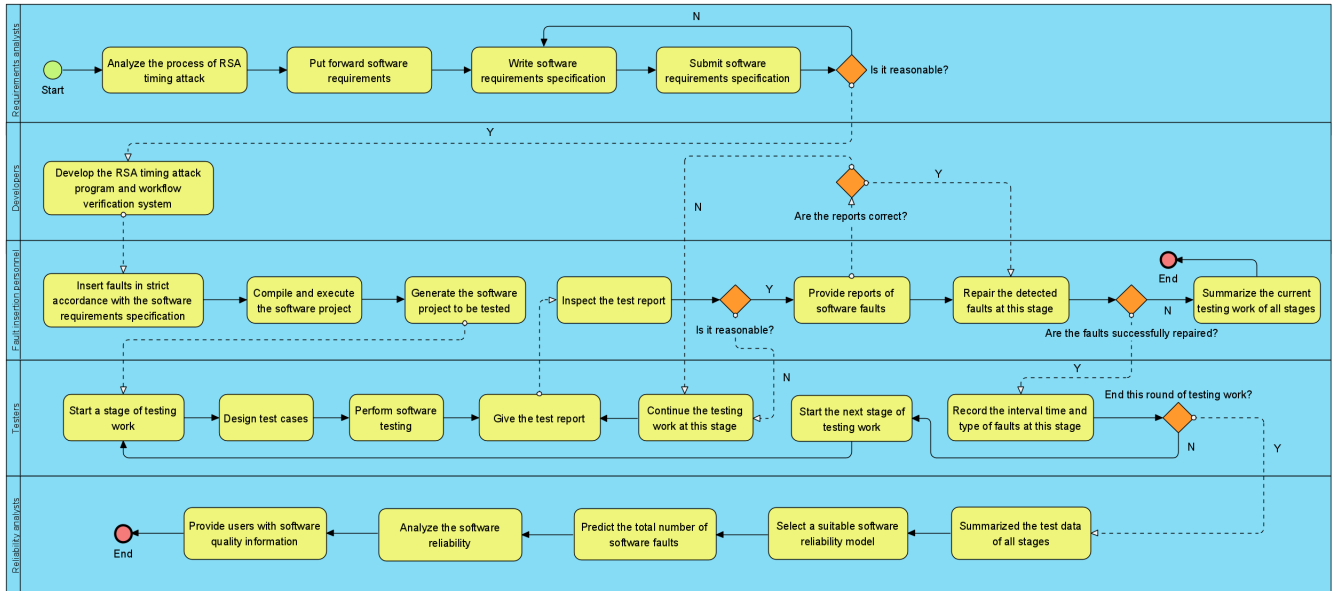 Requirements analysts
N
Analyze the process of RSA
timing attack
Put forward software
requirements
Write software
requirements specification
Submit software
requirements specification
Is it reasonable?
Start
Y
Developers
Develop the RSA timing attack
program and workflow
verification system
Y
N
Are the reports correct?
Fault insertion personnel
Insert faults in strict
accordance with the software
requirements specification
Compile and execute
the software project
Generate the software
project to be tested
Inspect the test report
Y
Is it reasonable?
Provide reports of
software faults
Repair the detected
faults at this stage
N
Are the faults successfully repaired?
End
Summarize the current
testing work of all stages
Testers
Start a stage of testing
work
Design test cases
Perform software
testing
Give the test report
Continue the testing
work at this stage
N
Start the next stage of
testing work
Y
Record the interval time and
type of faults at this stage
End this round of testing work?
N
Y
Reliability analysts
End
Provide users with software
quality information
Analyze the software
reliability
Predict the total number of
software faults
Select a suitable software
reliability model
Summarized the test data
of all stages